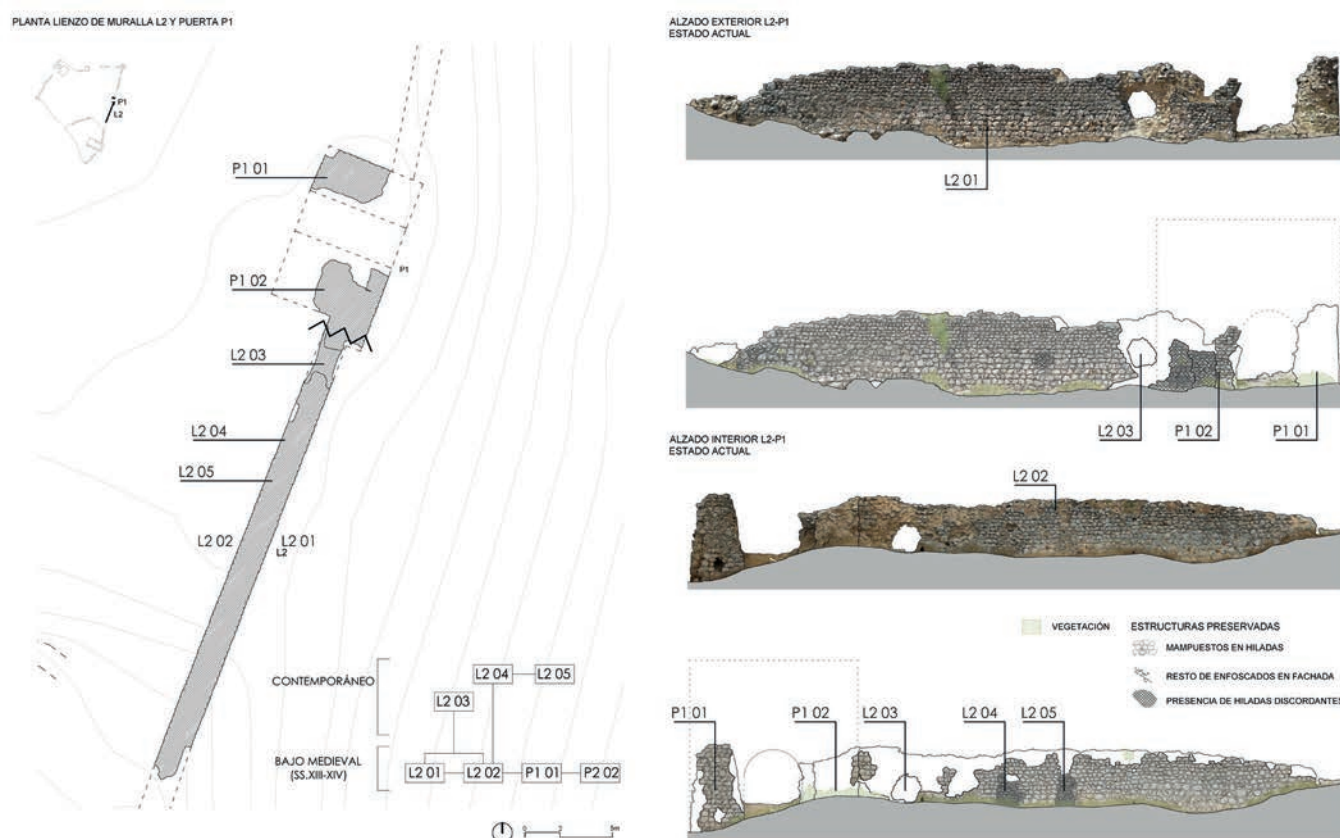 PLANTA LIENZO DE MURALLA L2 Y PUERTA P1
P1
L2
P1 01
P1 02
P1
L2 03
L2 04
L2 05
L2 02
L2 01
L2
CONTEMPORÁNEO
L2 04
L2 05
L2 03
BAJO MEDIEVAL
(SS.XIII-XIV)
L2 01
L2 02
P1 01
P2 02
0
2
5m
ALZADO EXTERIOR L2-P1
ESTADO ACTUAL
L2 01
L2 03
P1 02
P1 01
ALZADO INTERIOR L2-P1
ESTADO ACTUAL
L2 02
VEGETACIÓN
ESTRUCTURAS PRESERVADAS
MAMPUESTOS EN HILADAS
RESTO DE ENFOSCADOS EN FACHADA
PRESENCIA DE HILADAS DISCORDANTES
P1 01
P1 02
L2 03
L2 04
L2 05